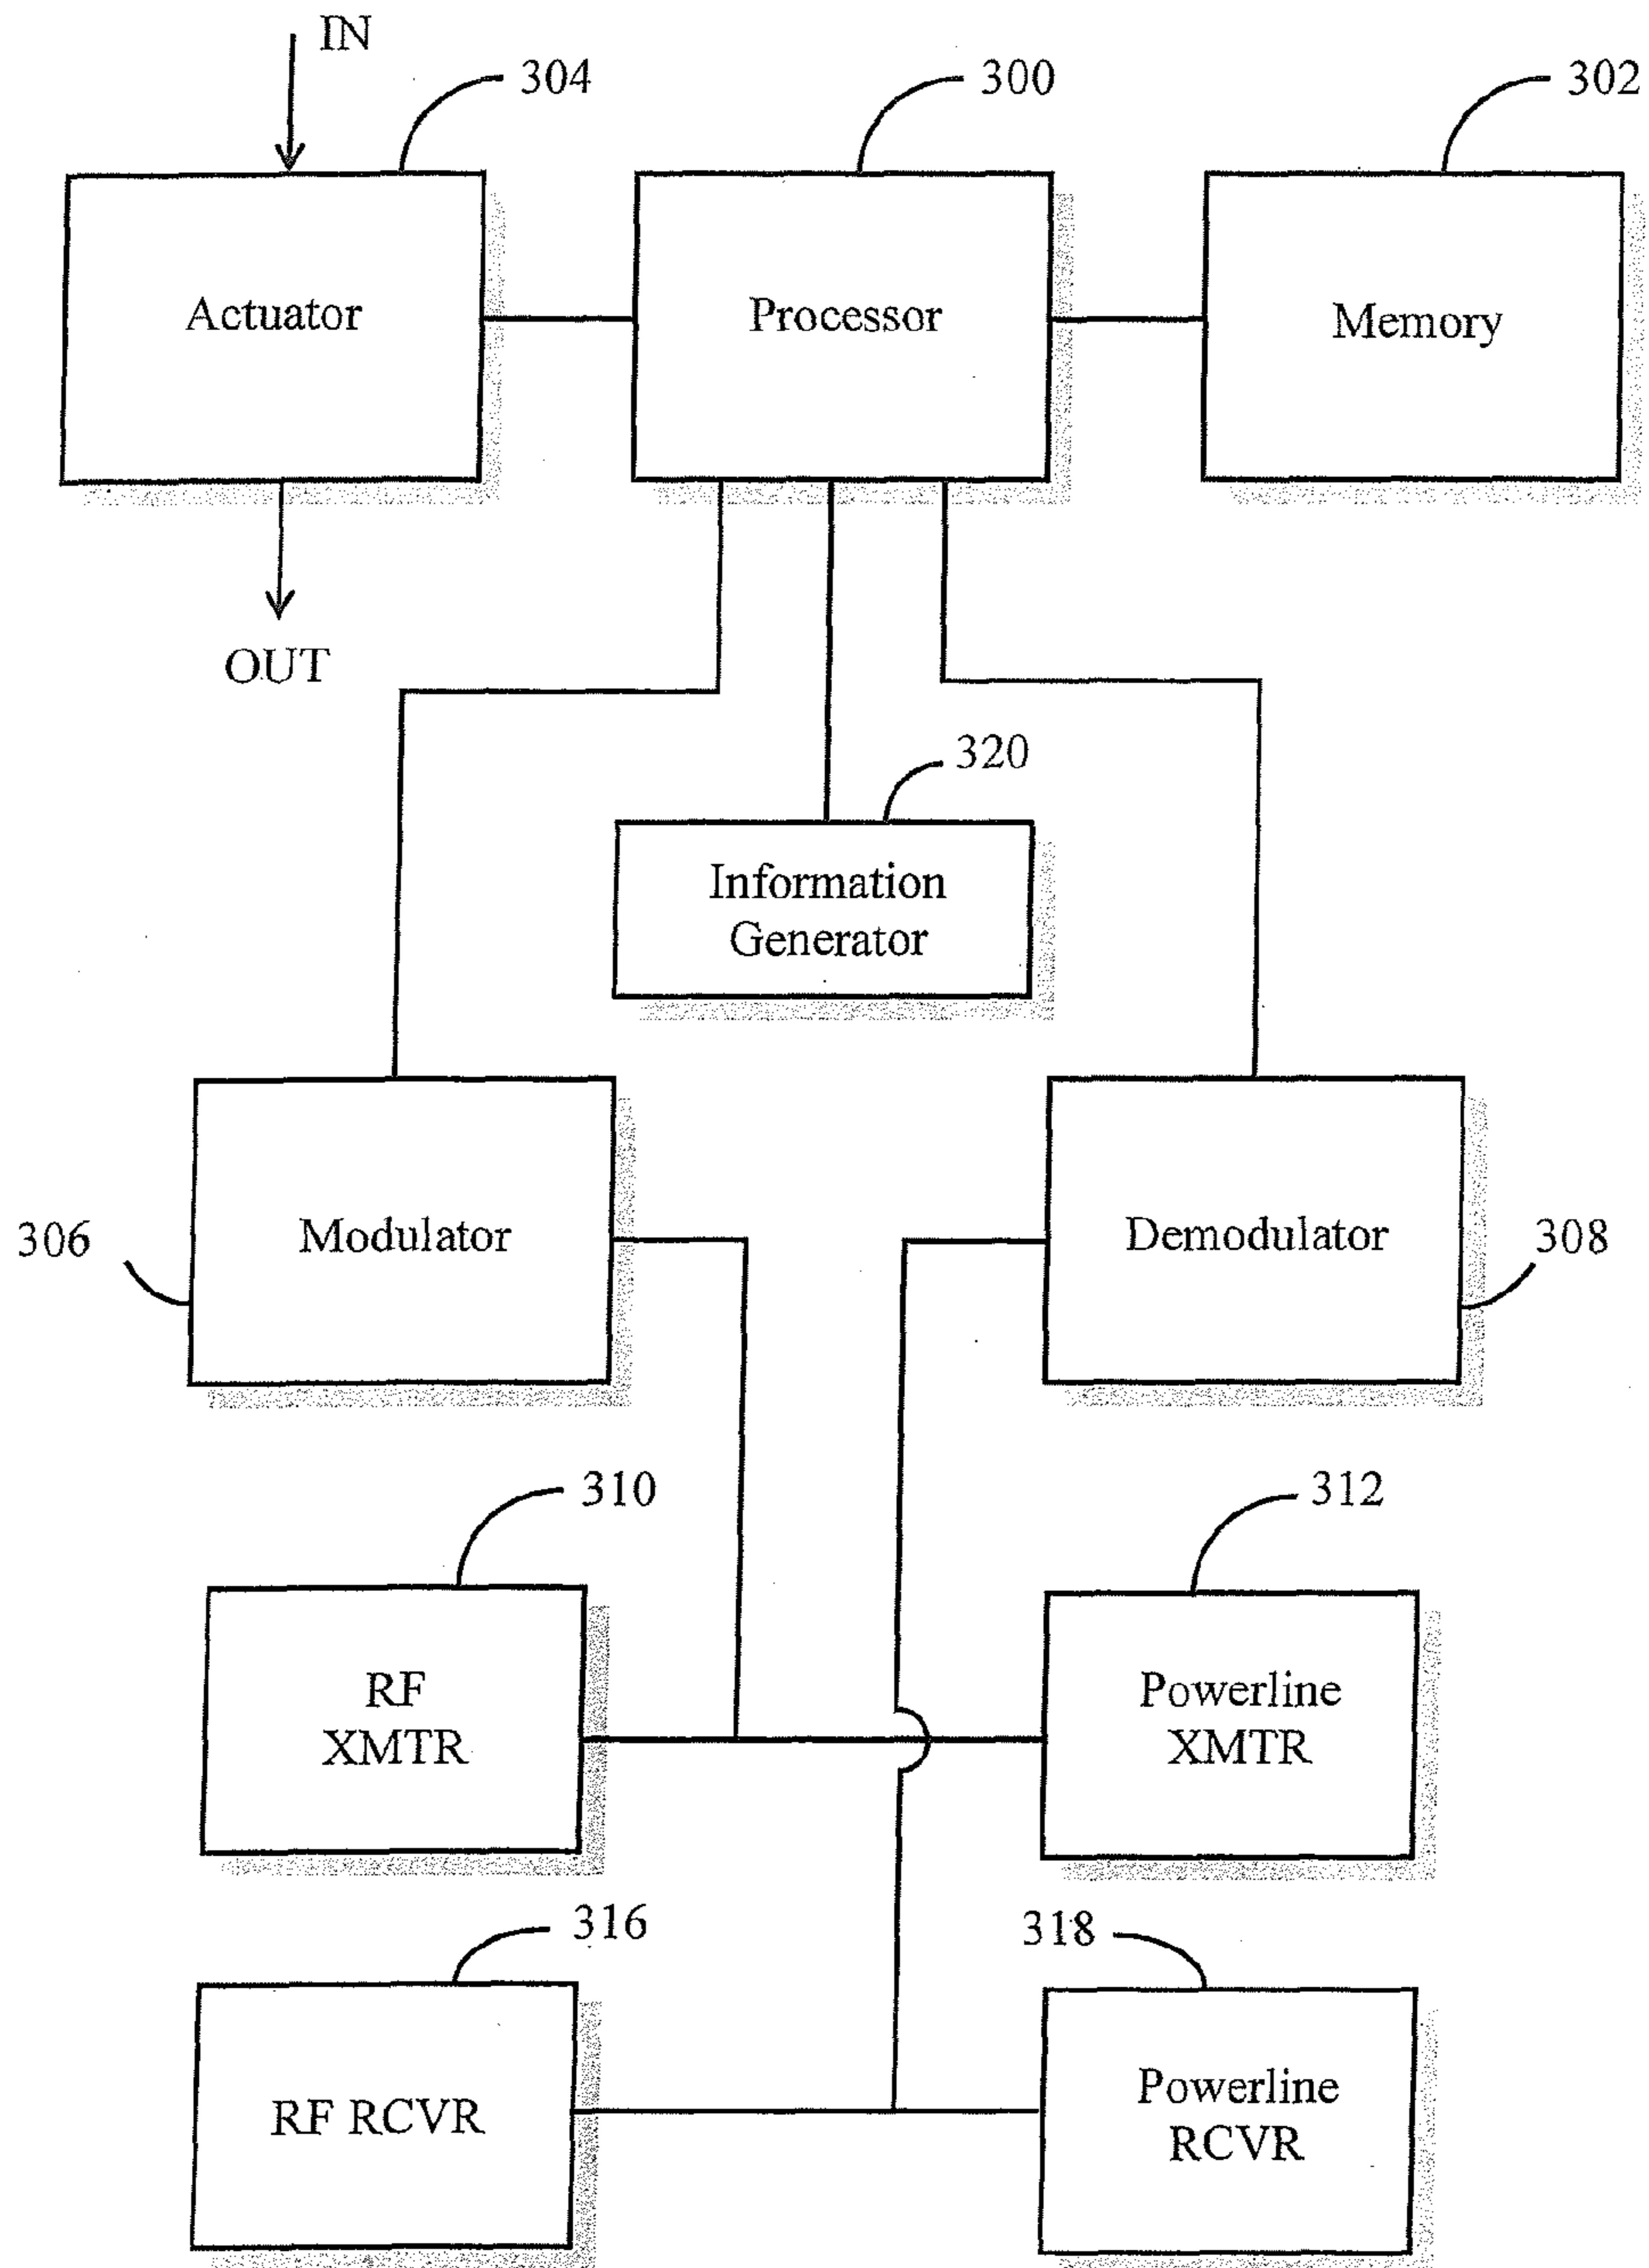 IN
304
300
302
Actuator
Processor
Memory
OUT
320
Information
Generator
306
Modulator
Demodulator
308
310
312
RF
XMTR
Powerline
XMTR
316
318
RF RCVR
Powerline
RCVR